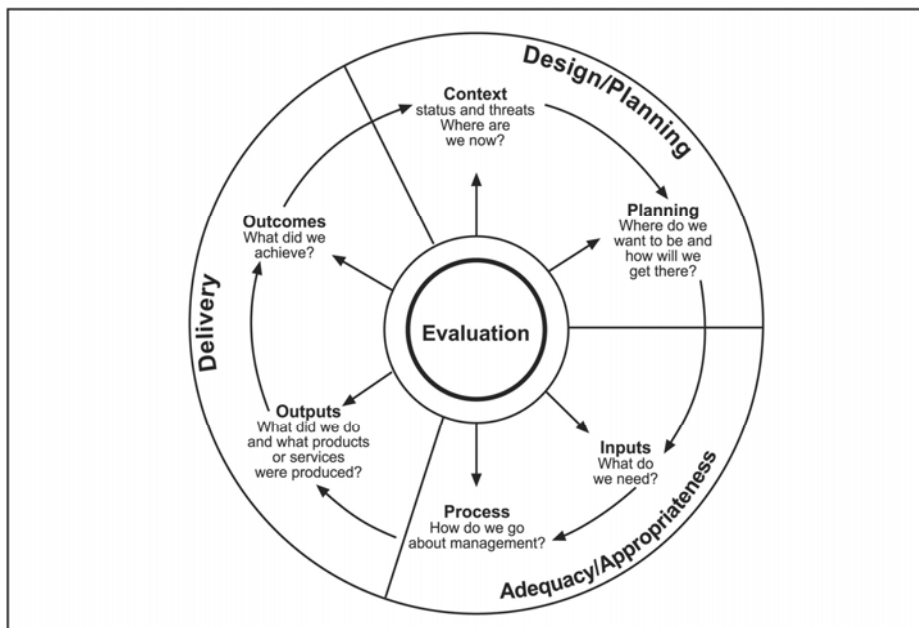 Design/Planning
Context
status and threats
Where are
we now?
Planning
Where do we
want to be and
how will we
get there?
Outcomes
What did we
achieve?
Delivery
Evaluation
Outputs
What did we do
and what products
or services
were produced?
Inputs
What do
we need?
Process
How do we go
about management?
Adequacy/Appropriateness